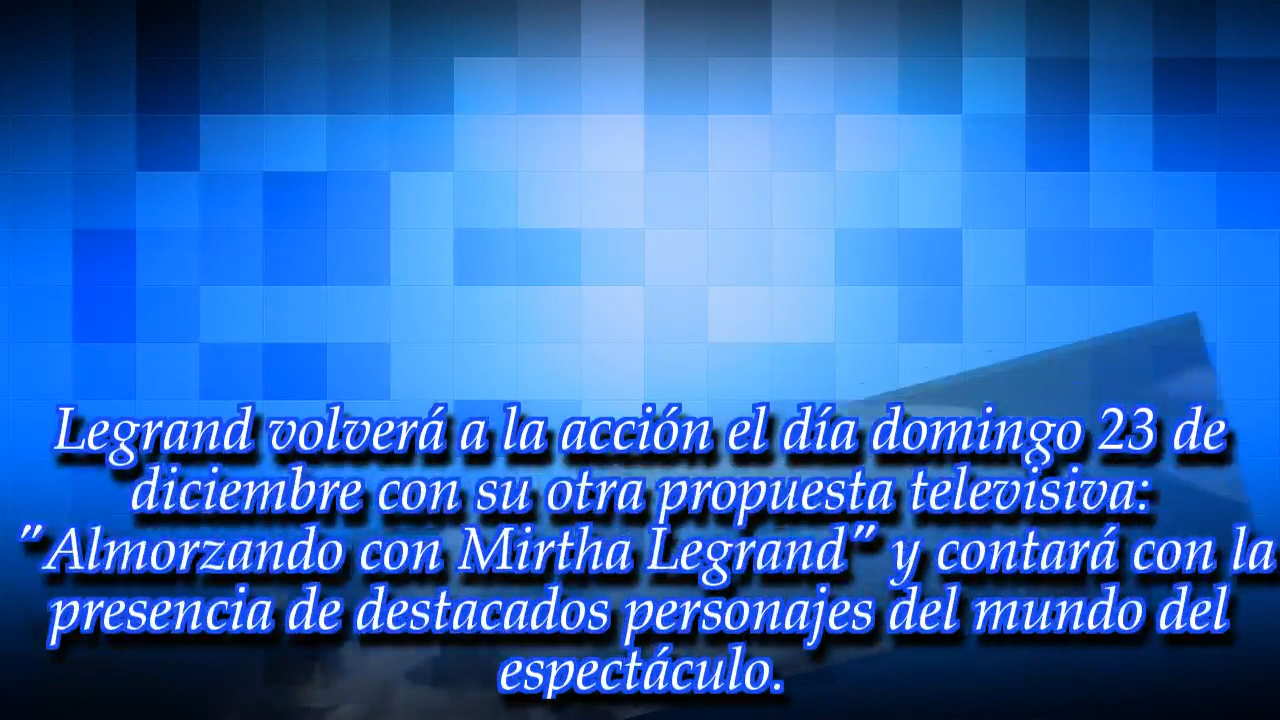 Legrand volverá a la acción el día domingo 23 de
diciembre con su otra propuesta televisiva:
"Almorzando con Mirtha Legrand" y contará con la
presencia de destacados personajes del mundo del
espectáculo.